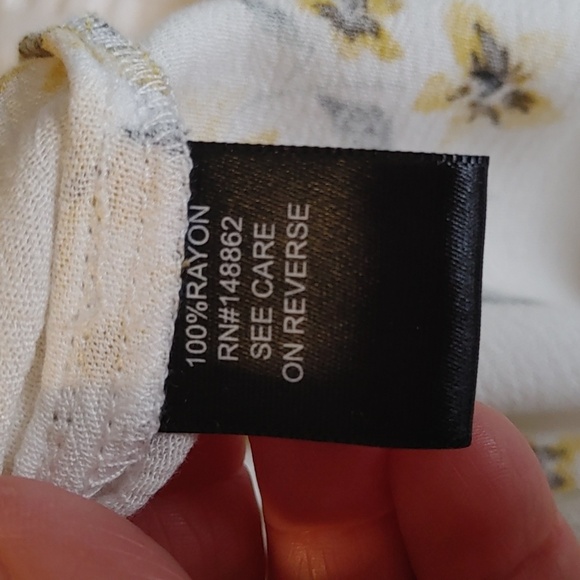 100%RAYON
RN#148862
SEE CARE
ON REVERSE